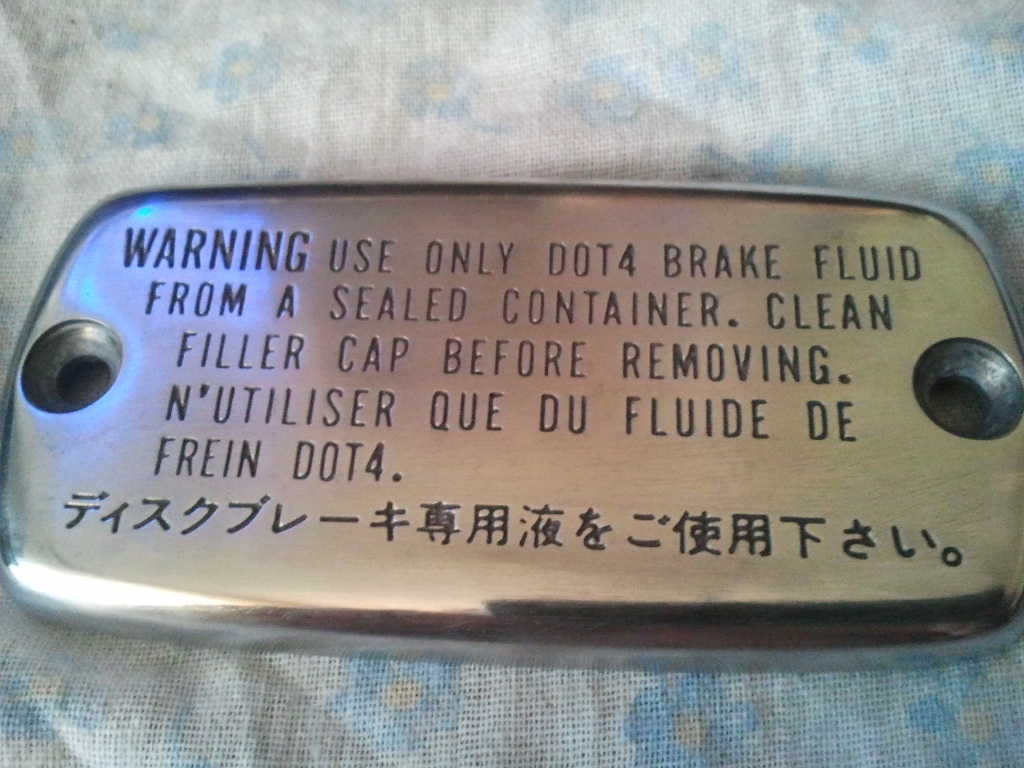 WARNING USE ONLY DOT4 BRAKE FLUID
FROM A SEALED CONTAINER. CLEAN
FILLER CAP BEFORE REMOVING.
N'UTILISER QUE DU FLUIDE DE
FREIN DOT4.
ディスクブレーキ専用液をご使用下さい。